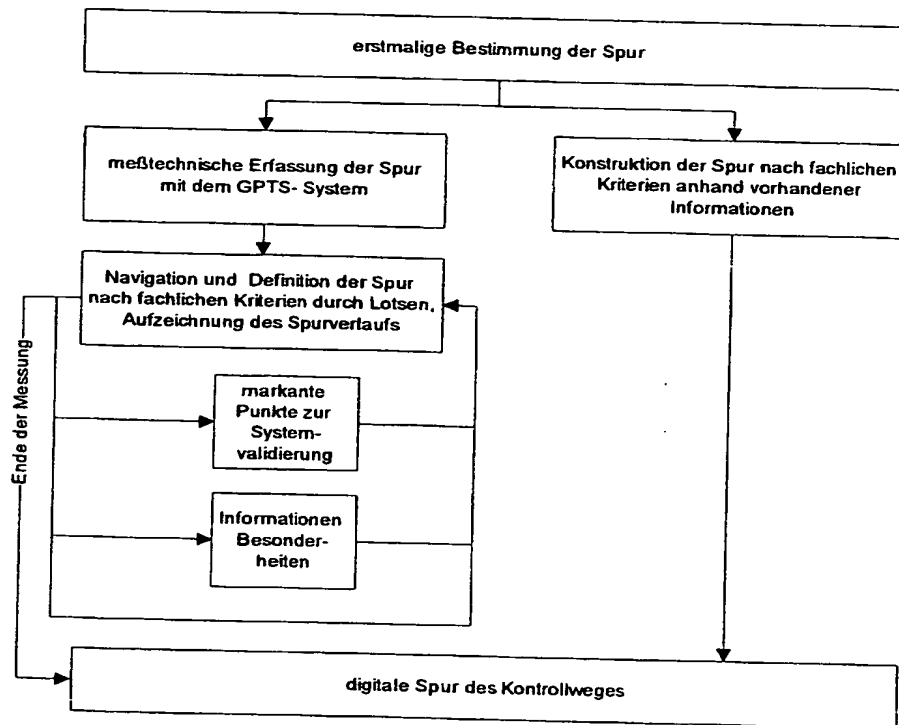 erstmalige Bestimmung der Spur
meßtechnische Erfassung der Spur
mit dem GPTS- System
Konstruktion der Spur nach fachlichen
Kriterien anhand vorhandener
Informationen
Navigation und Definition der Spur
nach fachlichen Kriterien durch Lotsen,
Aufzeichnung des Spurverlaufs
Ende der Messung
markante
Punkte zur
System-
validierung
Informationen
Besonder-
heiten
digitale Spur des Kontrollweges